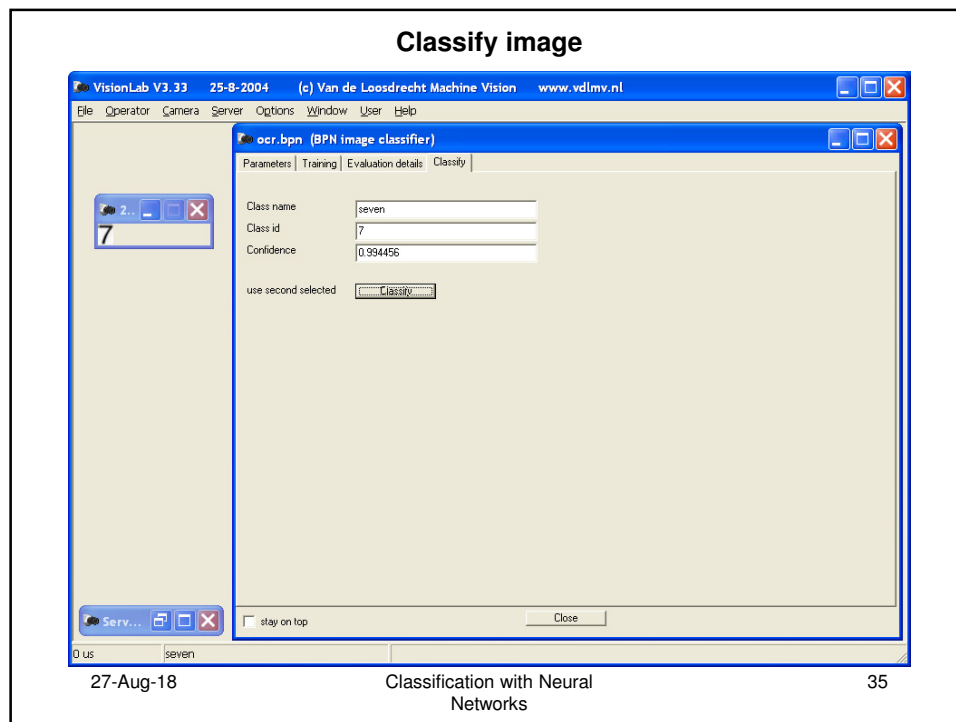 Classify image
VisionLab V3.33 25-8-2004 (c) Van de Loosdrecht Machine Vision www.vdlmv.nl
File Operator Camera Server Options Window User Help
ocr.bpn (BPN image classifier)
Parameters Training Evaluation details Classify
2..
7
Class name seven
Class id 7
Confidence 0.994456
use second selected Classify
Serv...
stay on top Close
0 us seven
27-Aug-18 Classification with Neural 35
Networks